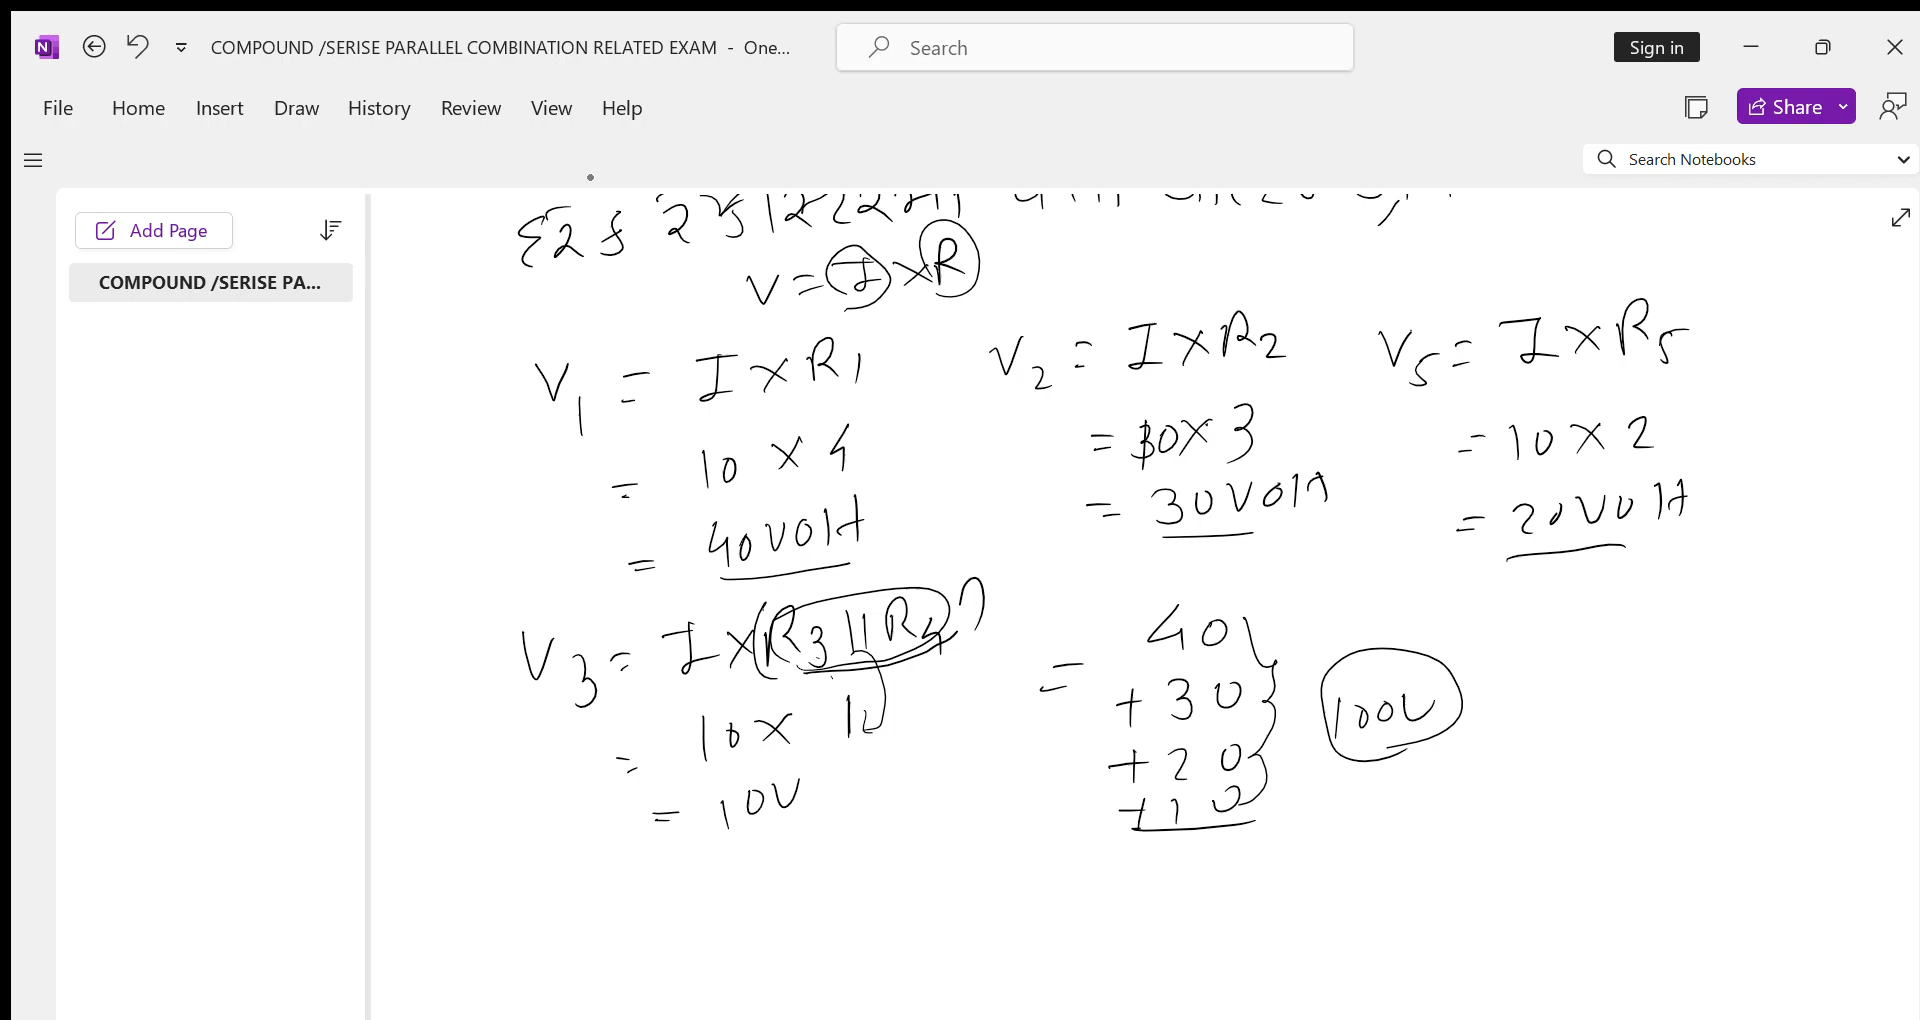 COMPOUND /SERISE PARALLEL COMBINATION RELATED EXAM - One...
Search
Sign in
File Home Insert Draw History Review View Help
Share
Search Notebooks
Add Page
COMPOUND /SERISE PA...
V = I × R
V1 = I × R1
= 10 × 4
= 40 Volt
V2 = I × R2
= 10 × 3
= 30 Volt
V5 = I × R5
= 10 × 2
= 20 Volt
V3 = I × (R3 || R4)
= 10 ×
= 10V
= 40
+ 30
+ 20
+ 10
100V